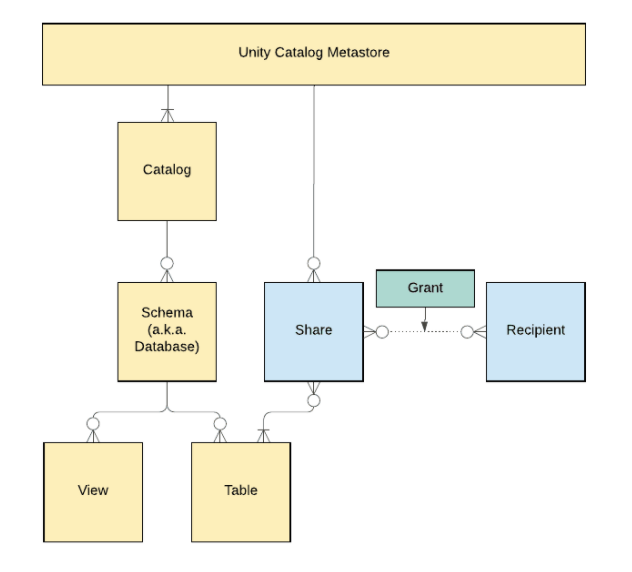 Unity Catalog Metastore
Catalog
Schema
(a.k.a.
Database)
Share
Grant
Recipient
View
Table